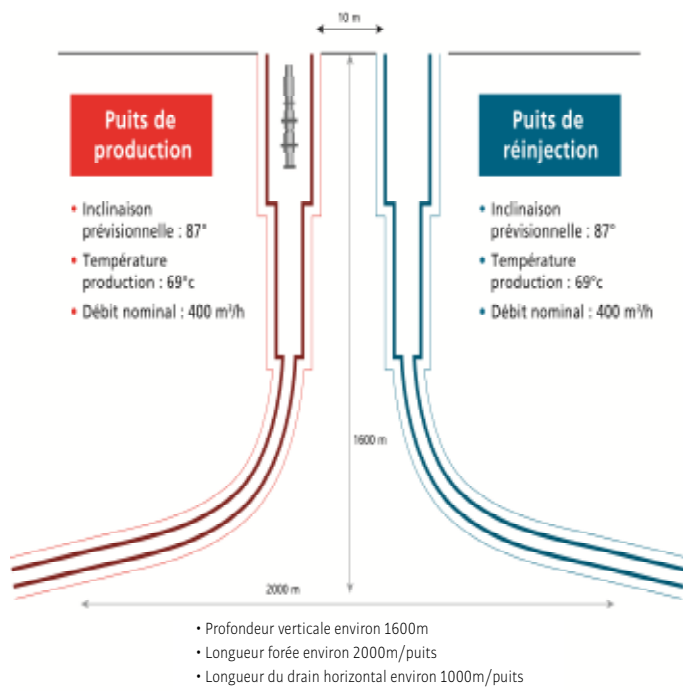 10 m
Puits de
production
• Inclinaison
prévisionnelle : 87°
• Température
production : 69°c
• Débit nominal : 400 m³/h
Puits de
réinjection
• Inclinaison
prévisionnelle : 87°
• Température
production : 69°c
• Débit nominal : 400 m³/h
1600 m
2000 m
• Profondeur verticale environ 1600m
• Longueur forée environ 2000m/puits
• Longueur du drain horizontal environ 1000m/puits